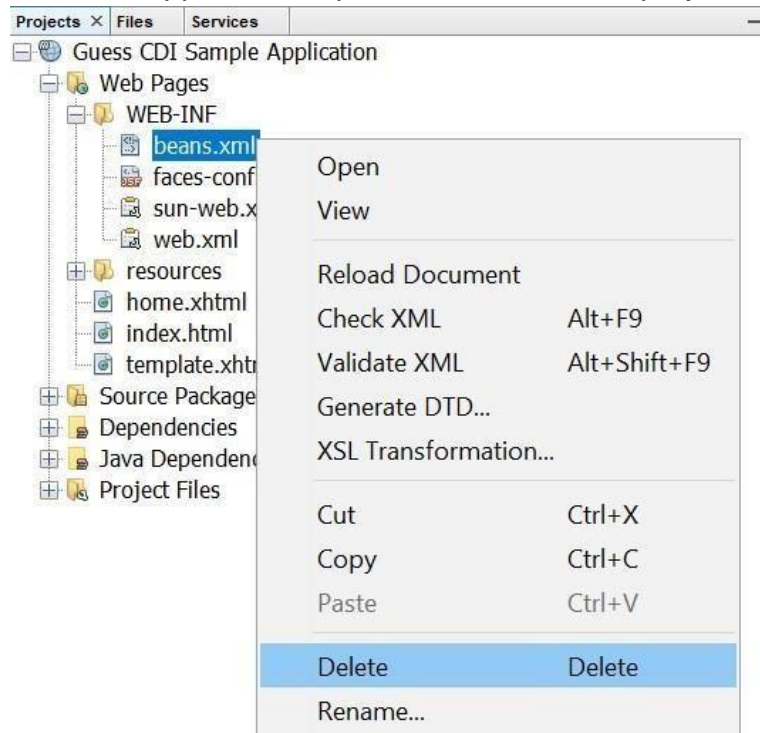 Projects × Files Services
Guess CDI Sample Application
Web Pages
WEB-INF
beans.xml
faces-conf
sun-web.x
web.xml
resources
home.xhtml
index.html
template.xht
Source Package
Dependencies
Java Dependen
Project Files
Open
View
Reload Document
Check XML Alt+F9
Validate XML Alt+Shift+F9
Generate DTD...
XSL Transformation...
Cut Ctrl+X
Copy Ctrl+C
Paste Ctrl+V
Delete Delete
Rename...